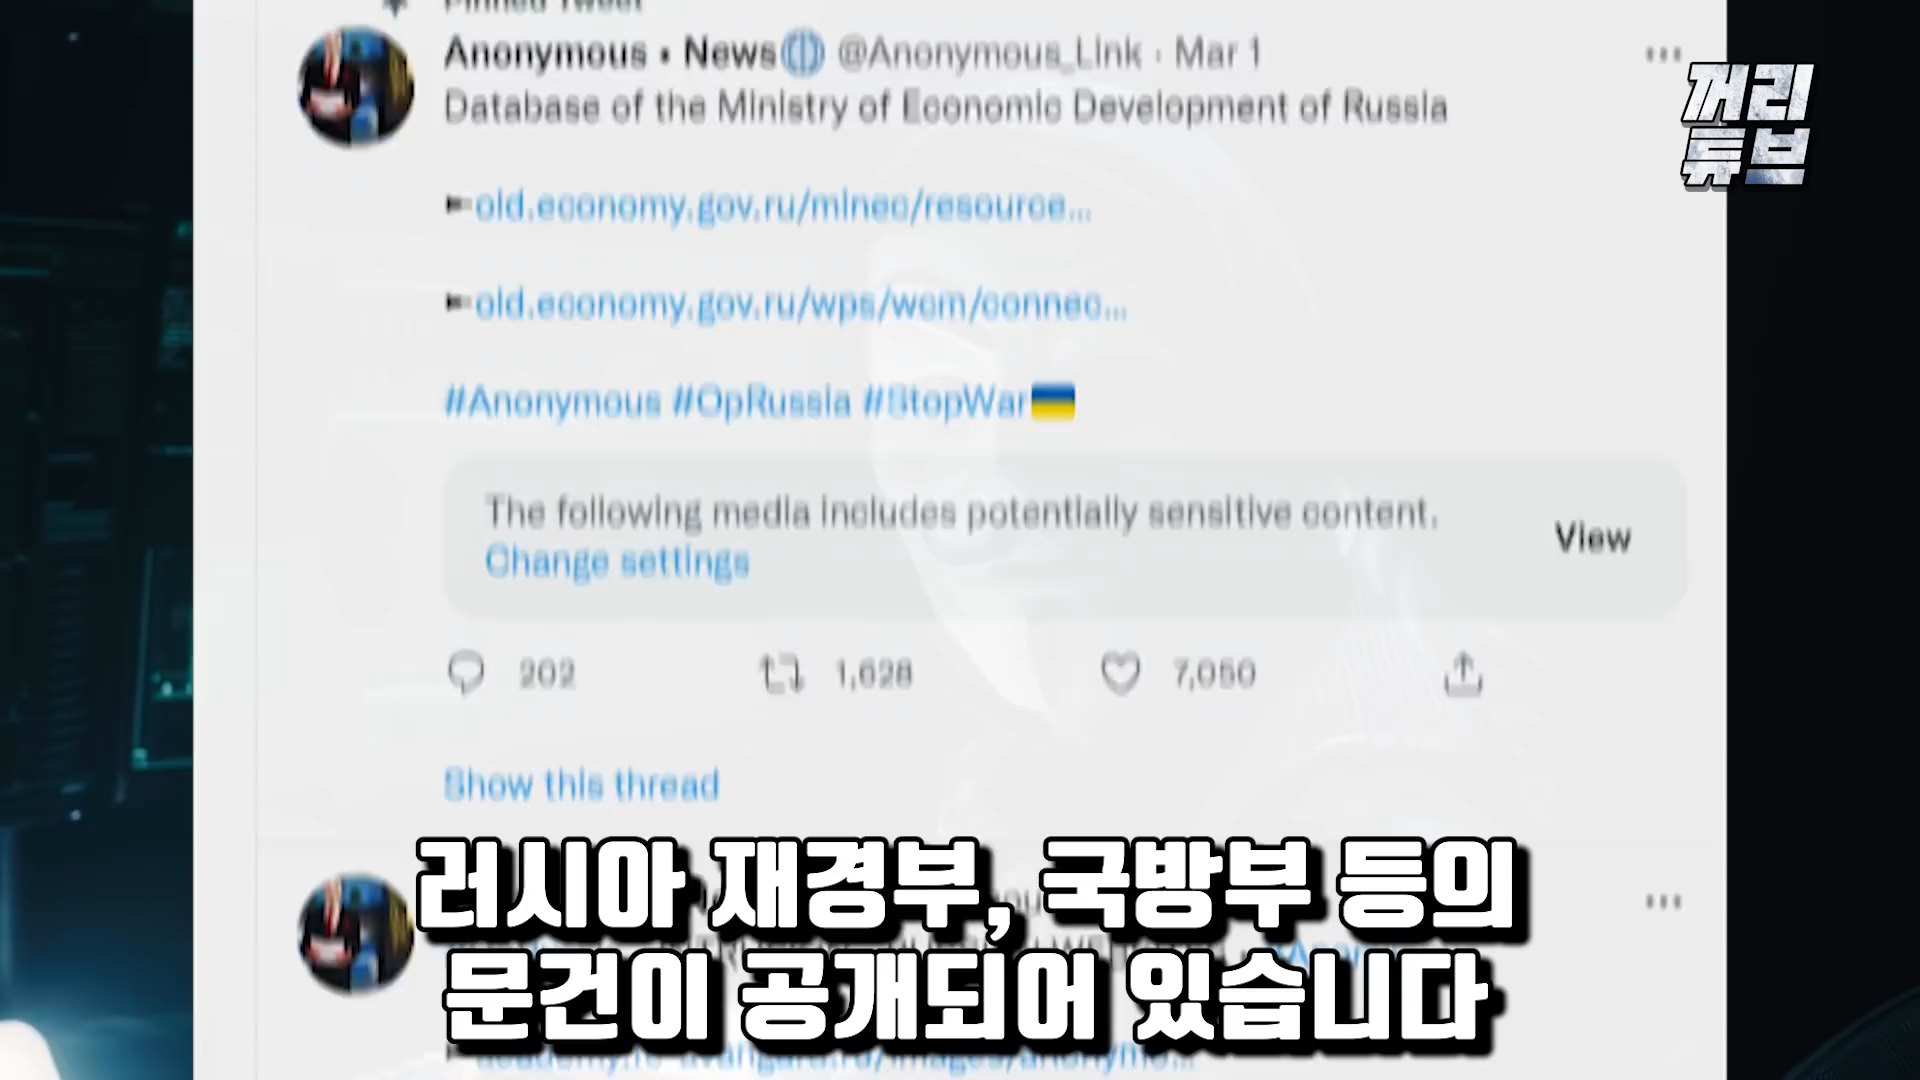 Pinned Tweet
Anonymous • News @Anonymous_Link · Mar 1
Database of the Ministry of Economic Development of Russia
old.economy.gov.ru/minec/resource...
old.economy.gov.ru/wps/wcm/connec...
#Anonymous #OpRussia #StopWar
The following media includes potentially sensitive content.
Change settings
View
202 1,628 7,050
Show this thread
꺼리
튜브
러시아 재경부, 국방부 등의
문건이 공개되어 있습니다